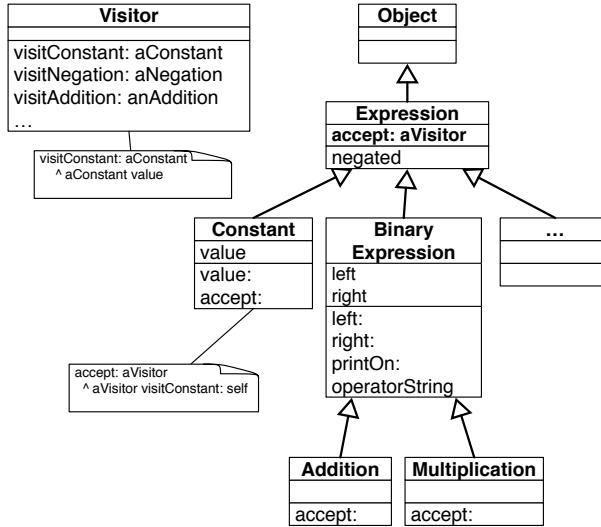 Visitor
visitConstant: aConstant
visitNegation: aNegation
visitAddition: anAddition
...
visitConstant: aConstant
^ aConstant value
Object
Expression
accept: aVisitor
negated
Constant
value
value:
accept:
accept: aVisitor
^ aVisitor visitConstant: self
Binary
Expression
left
right
left:
right:
printOn:
operatorString
...
Addition
accept:
Multiplication
accept: